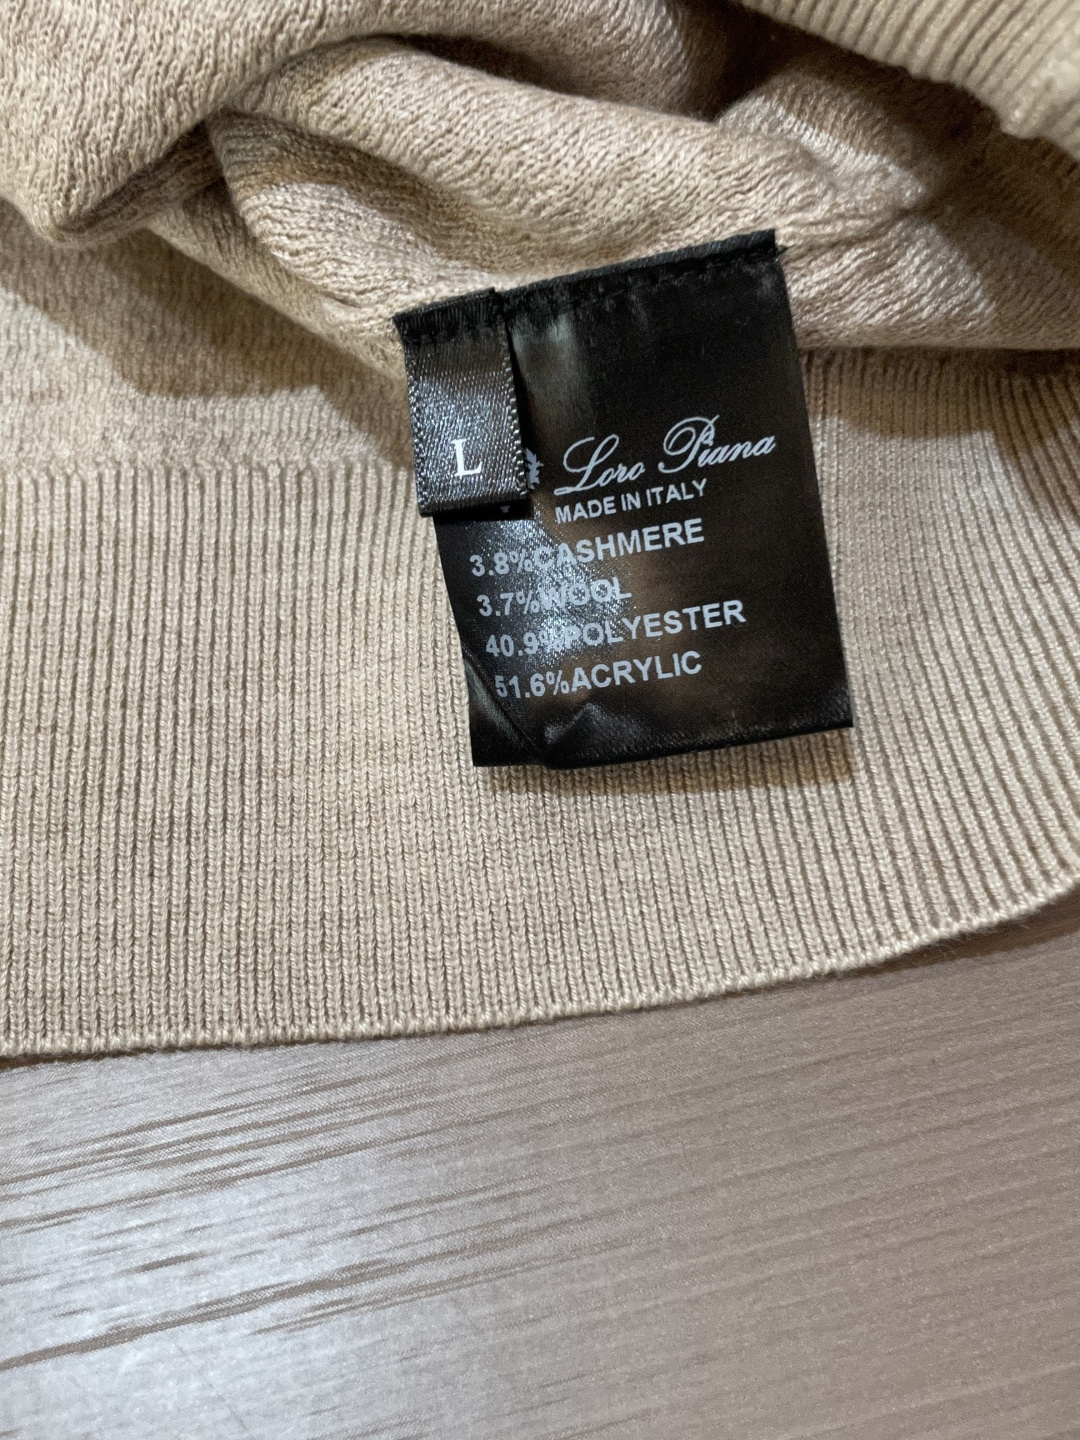 L
Loro Piana
MADE IN ITALY
3.8%CASHMERE
3.7%WOOL
40.9%POLYESTER
51.6%ACRYLIC